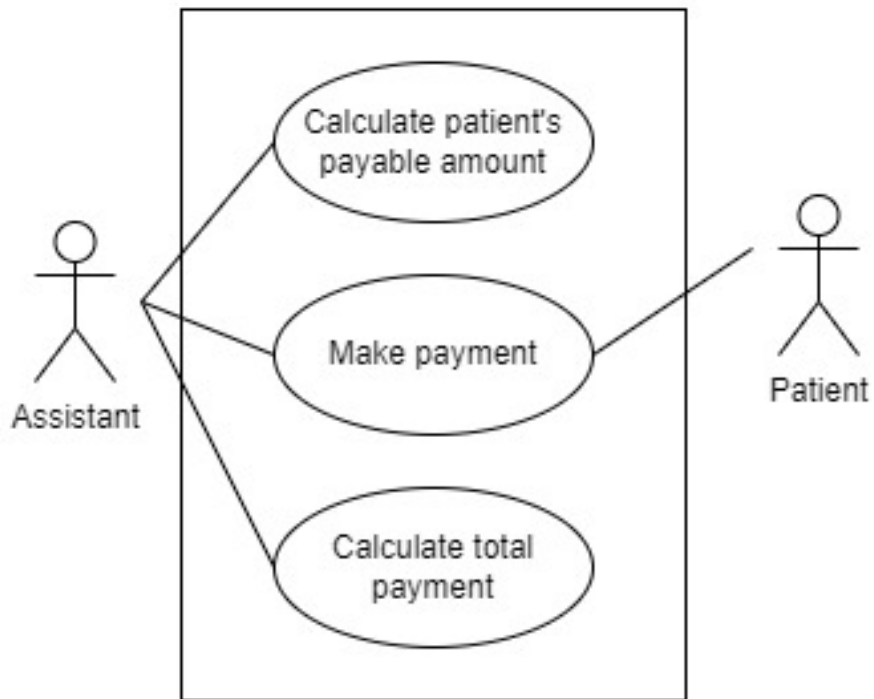 Calculate patient's
payable amount
Make payment
Assistant
Patient
Calculate total
payment